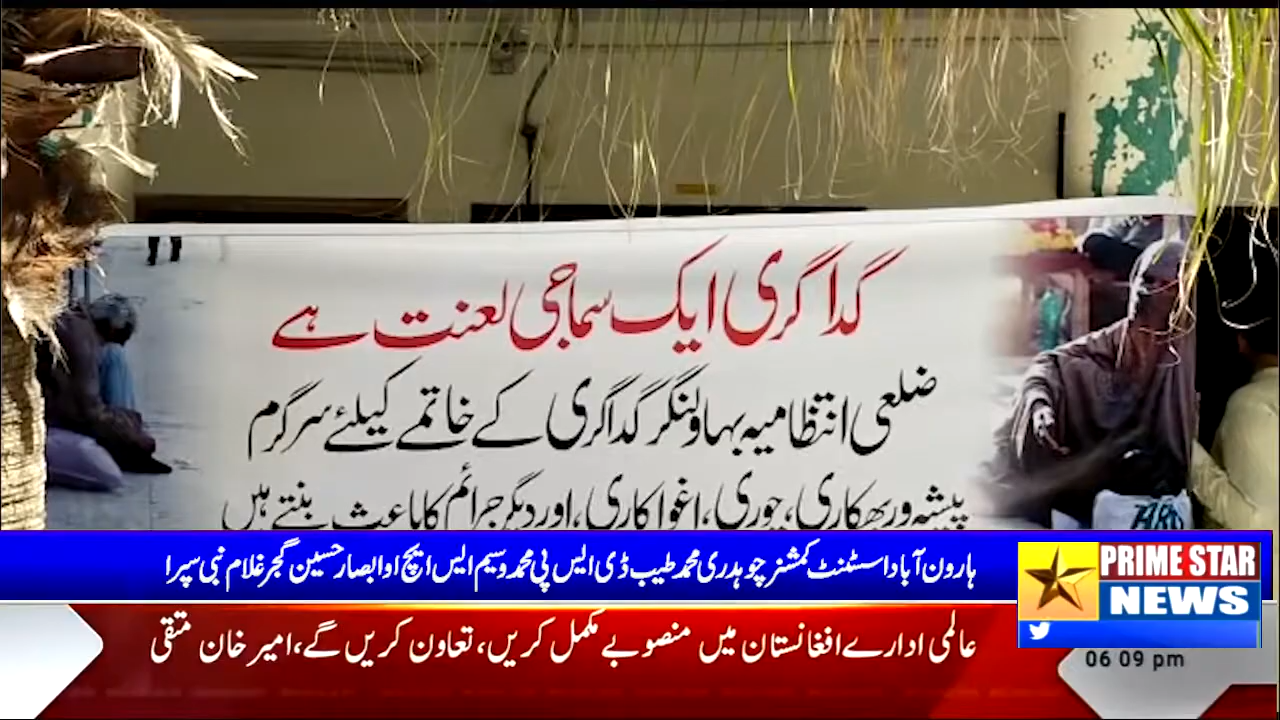 گداگری ایک سماجی لعنت ہے
ضلعی انتظامیہ بہاولنگر گداگری کے خاتمے کیلئے سرگرم
پیشہ ور بھکاری، چوری، اغوا کاری، اور دیگر جرائم کا باعث بنتے ہیں
ABC
ہارون آباد اسسٹنٹ کمشنر چوہدری محمد طیب ڈی ایس پی محمد وسیم ایس ایچ او ابصار حسین گجر غلام نبی سپرا
PRIME STAR
NEWS
عالمی ادارے افغانستان میں منصوبے مکمل کریں، تعاون کریں گے، امیر خان متقی
06 09 pm